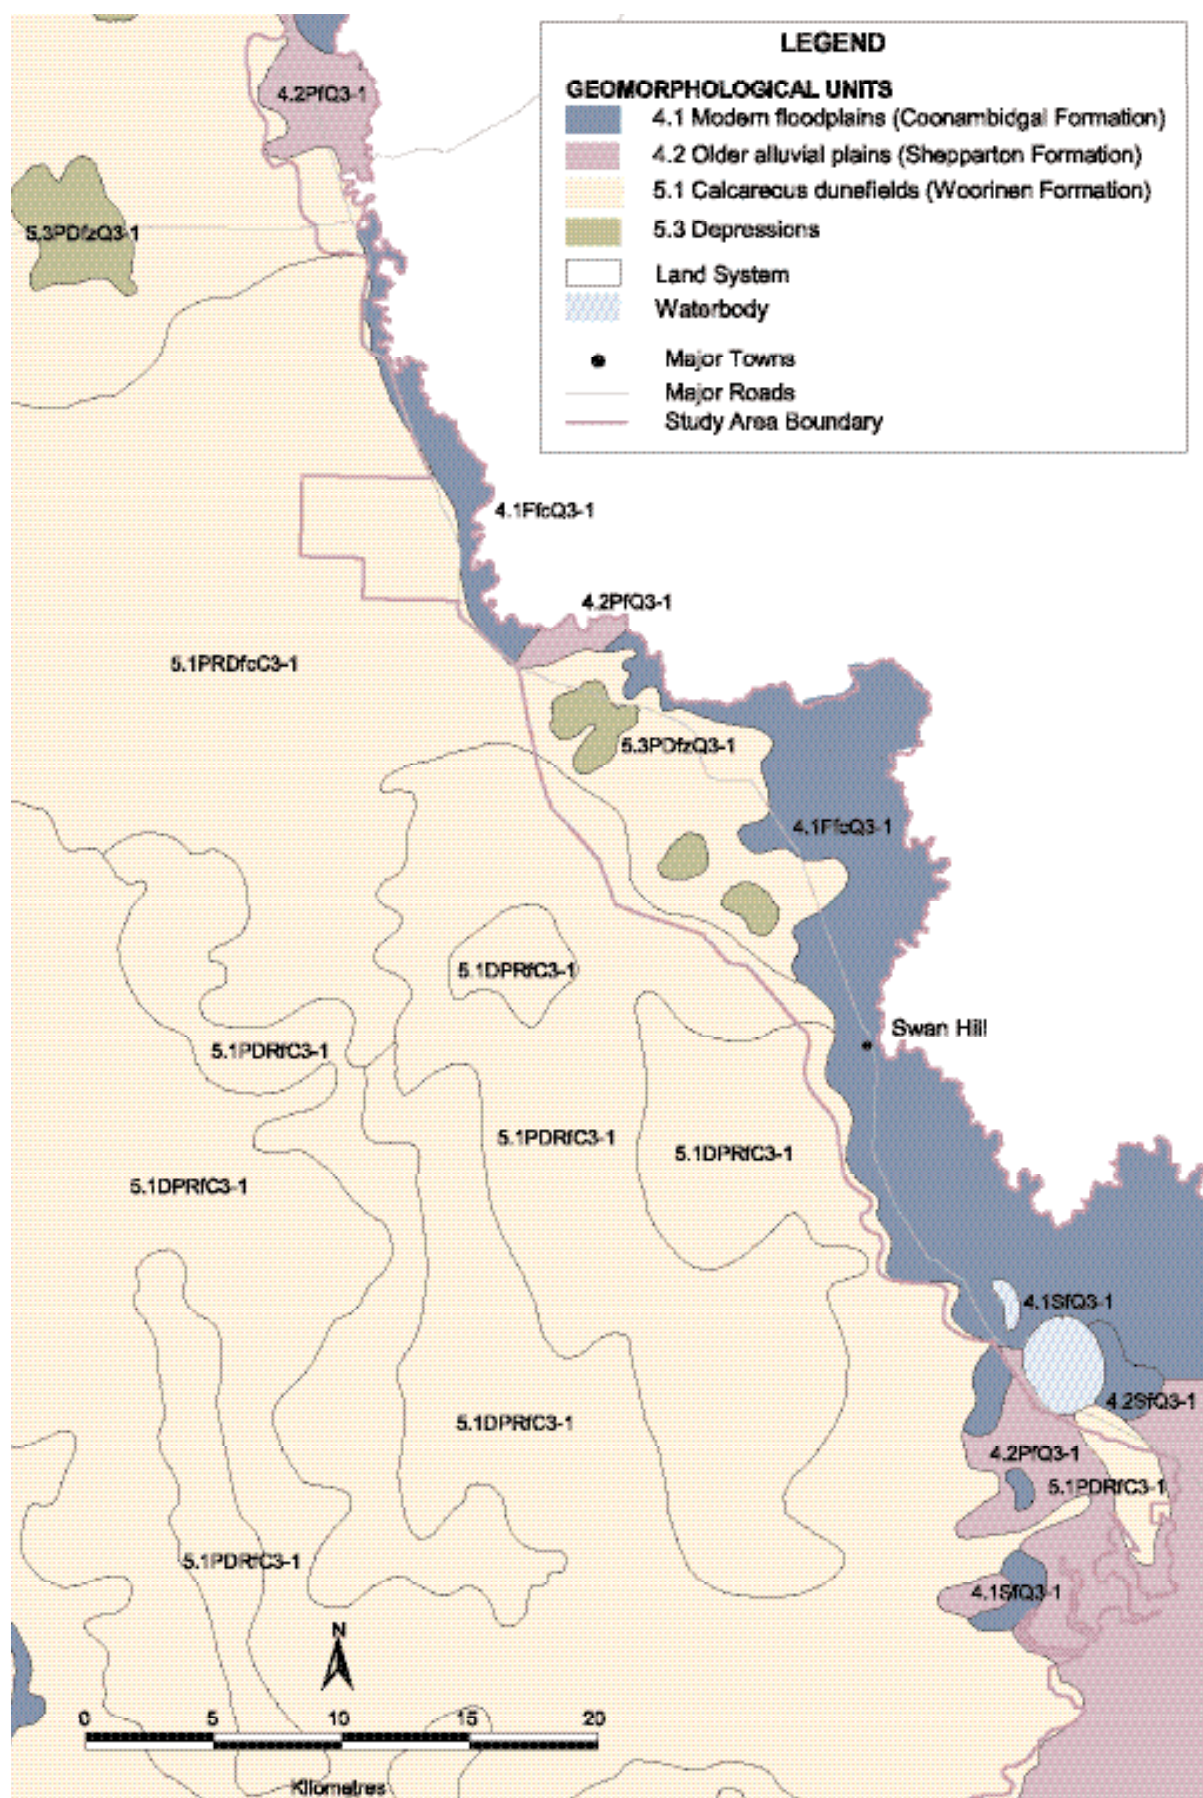 LEGEND
GEOMORPHOLOGICAL UNITS
4.1 Modern floodplains (Coonambidgal Formation)
4.2 Older alluvial plains (Shepparton Formation)
5.1 Calcareous dunefields (Woorinen Formation)
5.3 Depressions
Land System
Waterbody
Major Towns
Major Roads
Study Area Boundary
4.2PfQ3-1
5.3PDfzQ3-1
4.1FfcQ3-1
4.2PfQ3-1
5.1PRDfcC3-1
5.3PDfzQ3-1
4.1FfcQ3-1
5.1DPRfC3-1
Swan Hill
5.1PDRfC3-1
5.1PDRfC3-1
5.1DPRfC3-1
5.1DPRfC3-1
4.1SfQ3-1
4.2SfQ3-1
5.1DPRfC3-1
4.2PfQ3-1
5.1PDRfC3-1
5.1PDRfC3-1
4.1SfQ3-1
N
0 5 10 15 20
Kilometres